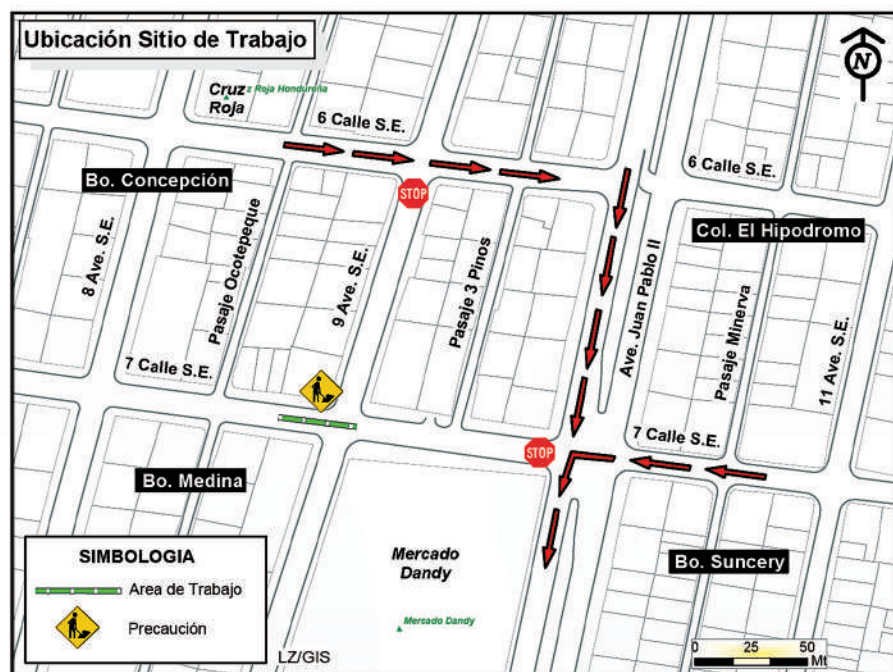 Ubicación Sitio de Trabajo
N
Cruz Roja Hondureña
Cruz
Roja
6 Calle S.E.
6 Calle S.E.
Bo. Concepción
STOP
Col. El Hipodromo
8 Ave. S.E.
Pasaje Ocotepeque
9 Ave. S.E.
Pasaje 3 Pinos
Ave. Juan Pablo II
Pasaje Minerva
11 Ave. S.E.
7 Calle S.E.
7 Calle S.E.
STOP
Bo. Medina
Mercado
Dandy
Bo. Suncery
Mercado Dandy
SIMBOLOGIA
Area de Trabajo
Precaución
LZ/GIS
0 25 50
Mt